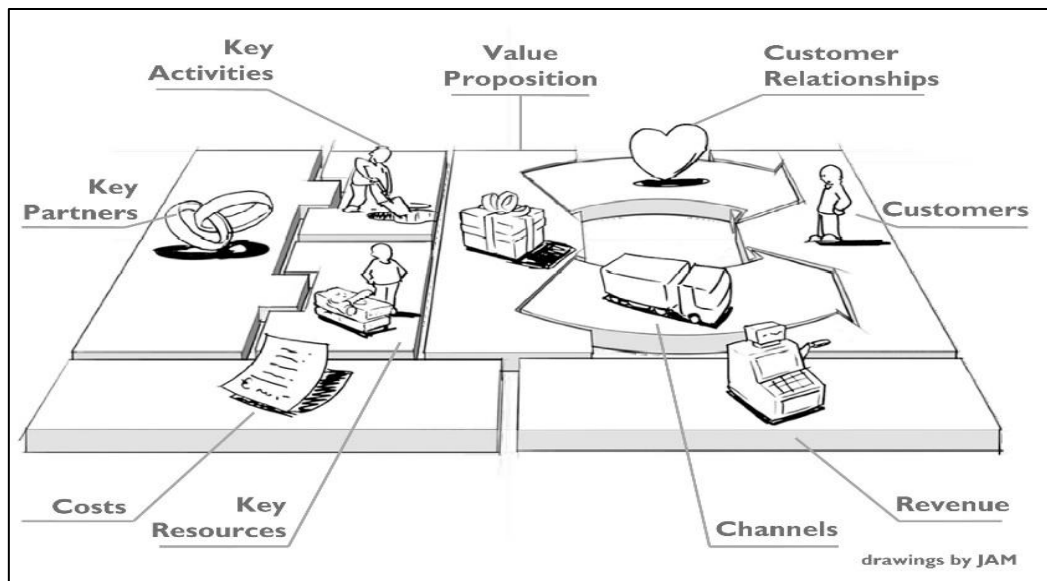 Key
Activities
Value
Proposition
Customer
Relationships
Key
Partners
Customers
Costs
Key
Resources
Channels
Revenue
drawings by JAM